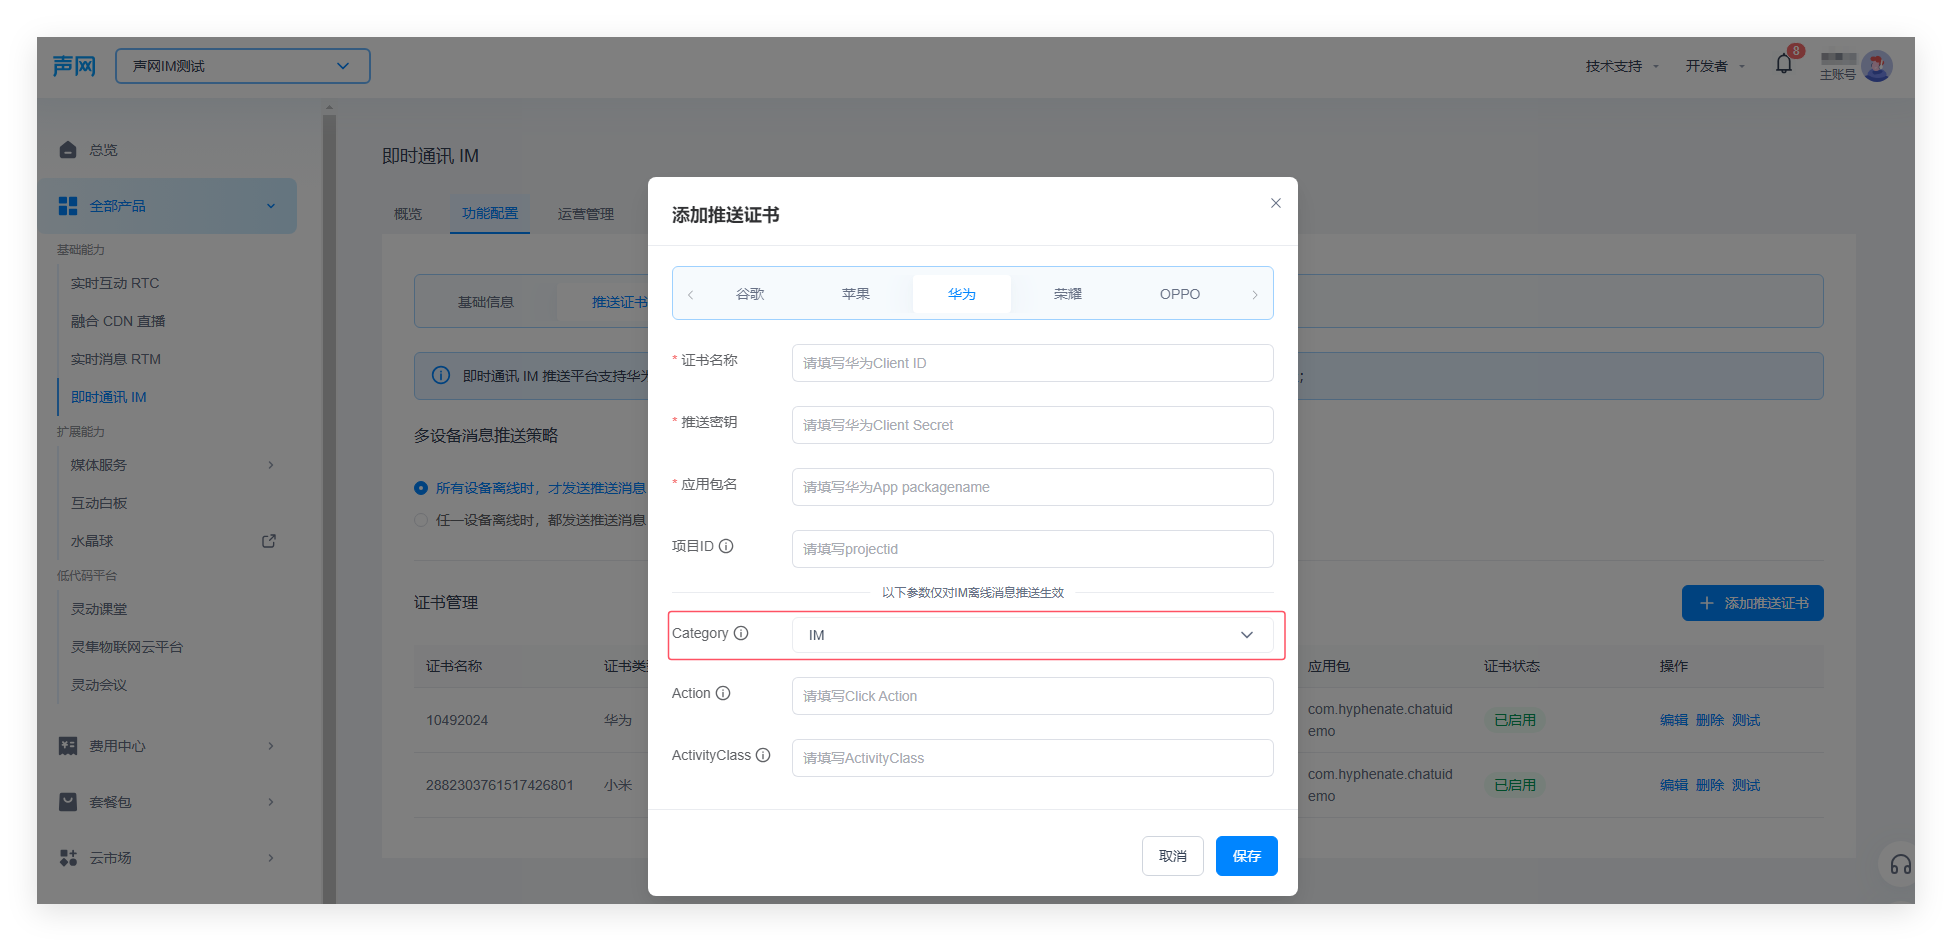 声网
声网IM测试
技术支持
开发者
8
主账号
总览
全部产品
基础能力
实时互动 RTC
融合 CDN 直播
实时消息 RTM
即时通讯 IM
扩展能力
媒体服务
互动白板
水晶球
低代码平台
灵动课堂
灵隼物联网云平台
灵动会议
费用中心
套餐包
云市场
即时通讯 IM
概览
功能配置
运营管理
基础信息
推送证书
即时通讯 IM 推送平台支持华为
;
多设备消息推送策略
所有设备离线时，才发送推送消息
任一设备离线时，都发送推送消息
证书管理
添加推送证书
证书名称
证书类
应用包
证书状态
操作
10492024
华为
com.hyphenate.chatuid
emo
已启用
编辑 删除 测试
2882303761517426801
小米
com.hyphenate.chatuid
emo
已启用
编辑 删除 测试
添加推送证书
谷歌
苹果
华为
荣耀
OPPO
* 证书名称
请填写华为Client ID
* 推送密钥
请填写华为Client Secret
* 应用包名
请填写华为App packagename
项目ID
请填写projectid
以下参数仅对IM离线消息推送生效
Category
IM
Action
请填写Click Action
ActivityClass
请填写ActivityClass
取消
保存